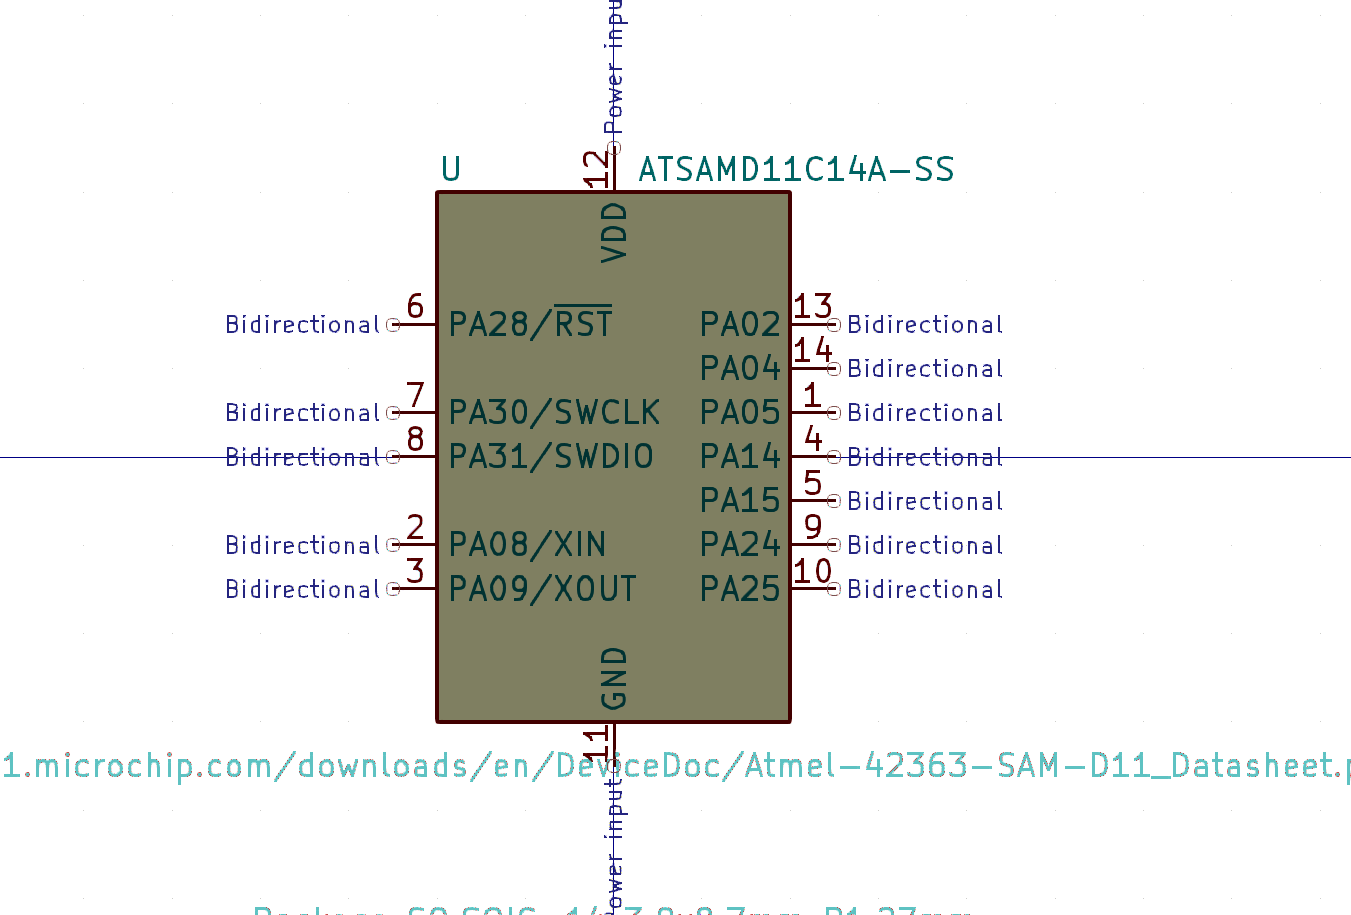 Power input
12
U ATSAMD11C14A-SS
VDD
Bidirectional 6 PA28/RST PA02 13 Bidirectional
PA04 14 Bidirectional
Bidirectional 7 PA30/SWCLK PA05 1 Bidirectional
Bidirectional 8 PA31/SWDIO PA14 4 Bidirectional
PA15 5 Bidirectional
Bidirectional 2 PA08/XIN PA24 9 Bidirectional
Bidirectional 3 PA09/XOUT PA25 10 Bidirectional
GND
11
1.microchip.com/downloads/en/DeviceDoc/Atmel-42363-SAM-D11_Datasheet.p
ower input